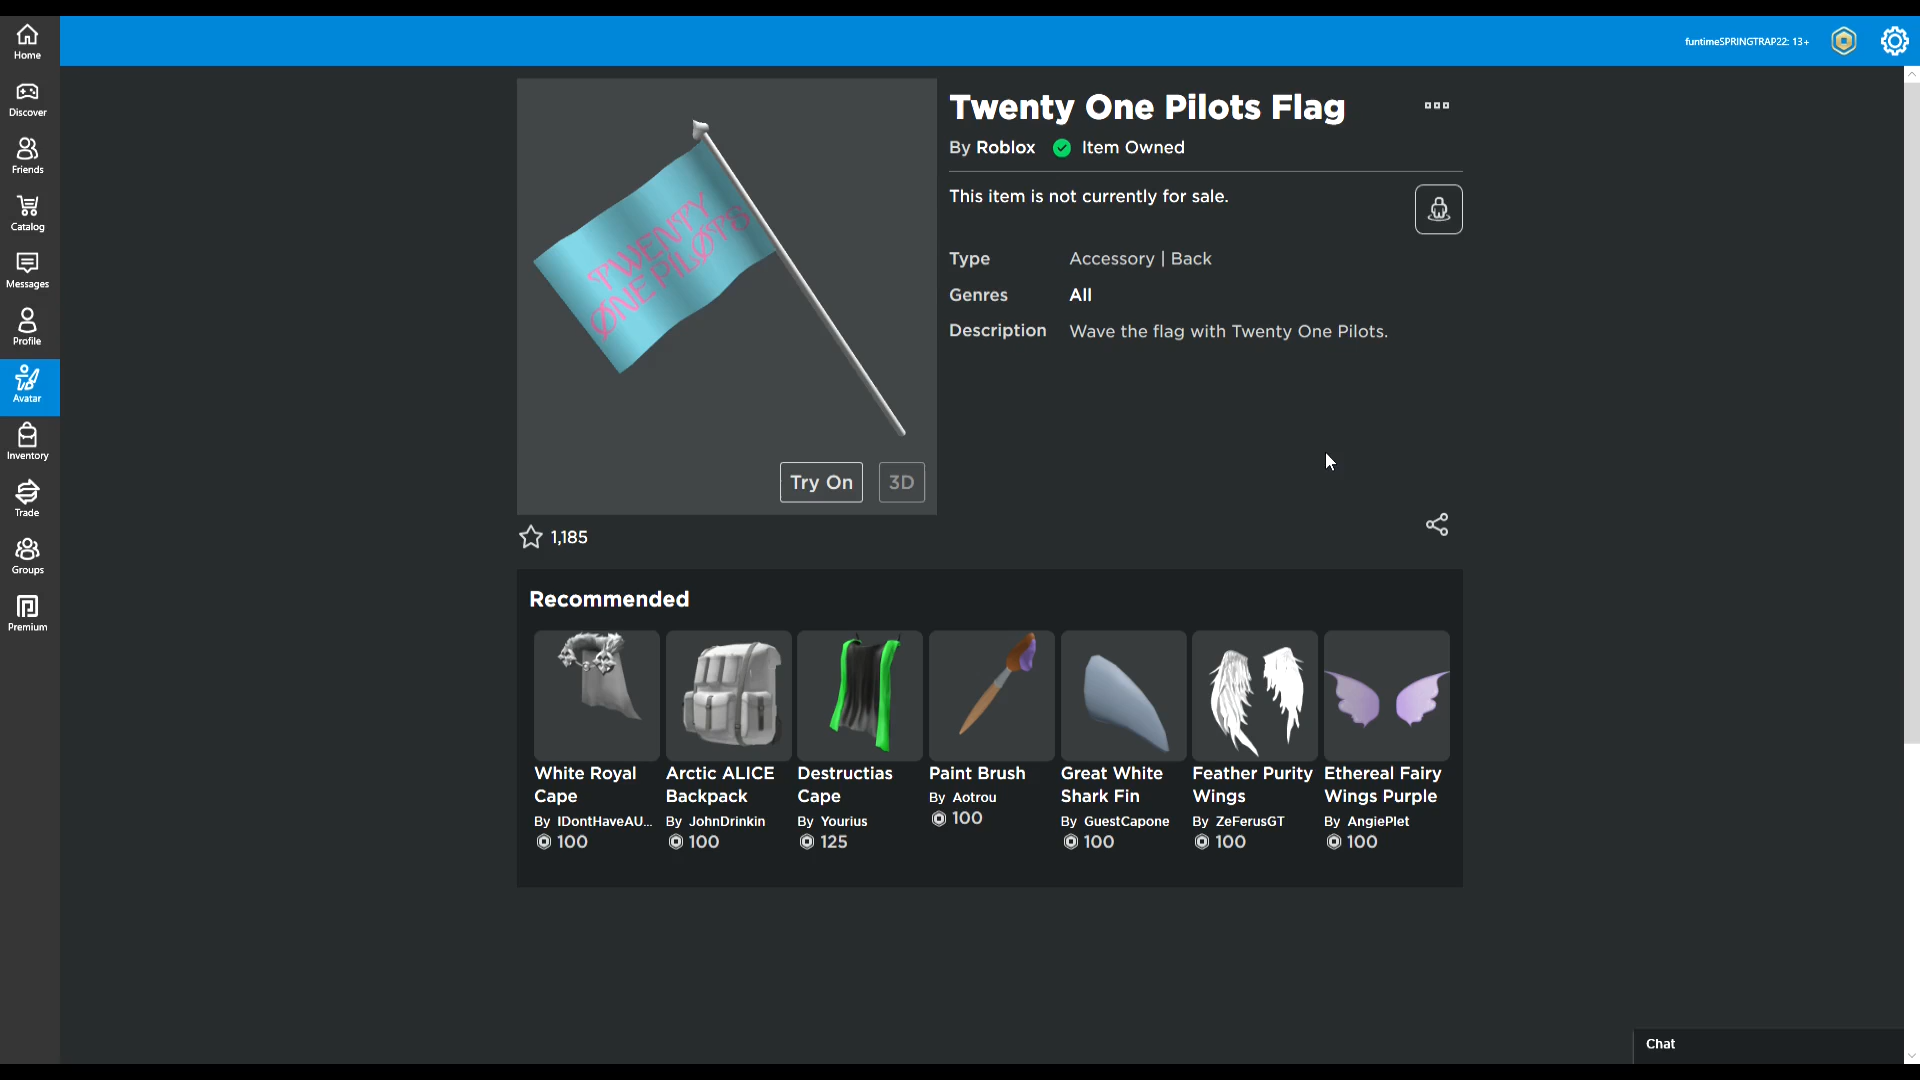 funtimeSPRINGTRAP22: 13+
Home
Discover
Friends
Catalog
Messages
Profile
Avatar
Inventory
Trade
Groups
Premium
TWENTY
ØNE PILØTS
Try On
3D
1,185
Twenty One Pilots Flag
By Roblox Item Owned
This item is not currently for sale.
Type Accessory | Back
Genres All
Description Wave the flag with Twenty One Pilots.
Recommended
White Royal
Cape
By IDontHaveAU...
100
Arctic ALICE
Backpack
By JohnDrinkin
100
Destructias
Cape
By Yourius
125
Paint Brush
By Aotrou
100
Great White
Shark Fin
By GuestCapone
100
Feather Purity
Wings
By ZeFerusGT
100
Ethereal Fairy
Wings Purple
By AngiePlet
100
Chat